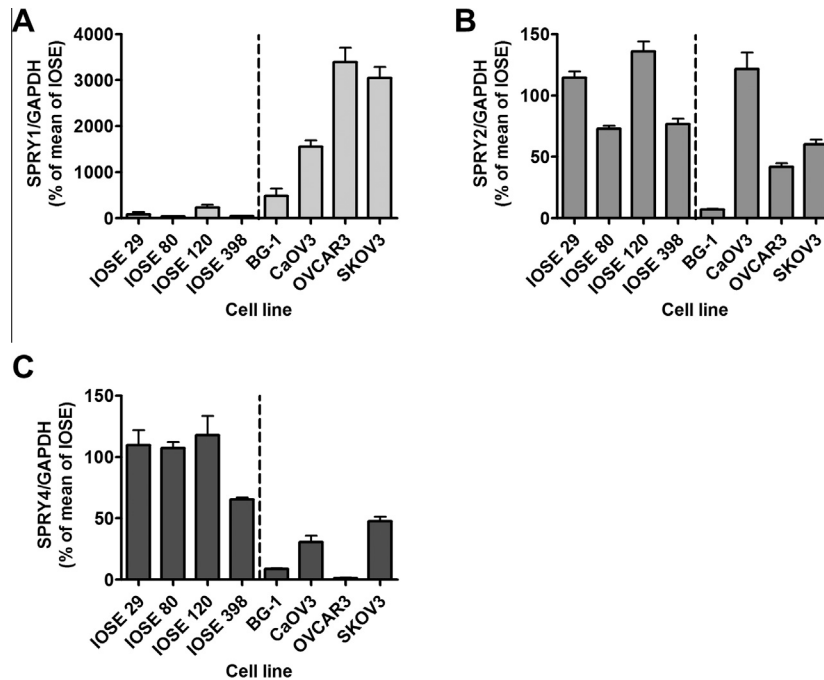 A
SPRY1/GAPDH
(% of mean of IOSE)
4000
3000
2000
1000
0
IOSE 29
IOSE 80
IOSE 120
IOSE 398
BG-1
CaOV3
OVCAR3
SKOV3
Cell line
B
SPRY2/GAPDH
(% of mean of IOSE)
150
100
50
0
IOSE 29
IOSE 80
IOSE 120
IOSE 398
BG-1
CaOV3
OVCAR3
SKOV3
Cell line
C
SPRY4/GAPDH
(% of mean of IOSE)
150
100
50
0
IOSE 29
IOSE 80
IOSE 120
IOSE 398
BG-1
CaOV3
OVCAR3
SKOV3
Cell line